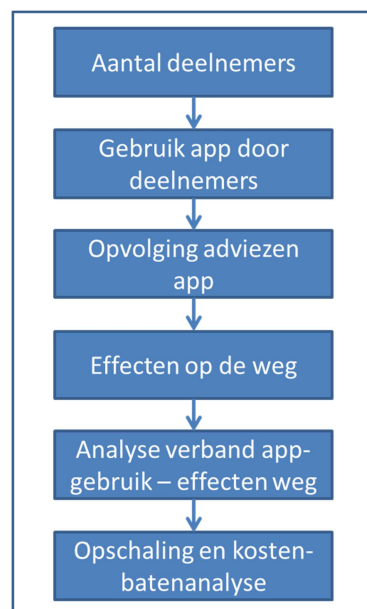 Aantal deelnemers
Gebruik app door
deelnemers
Opvolging adviezen
app
Effecten op de weg
Analyse verband app-
gebruik – effecten weg
Opschaling en kosten-
batenanalyse